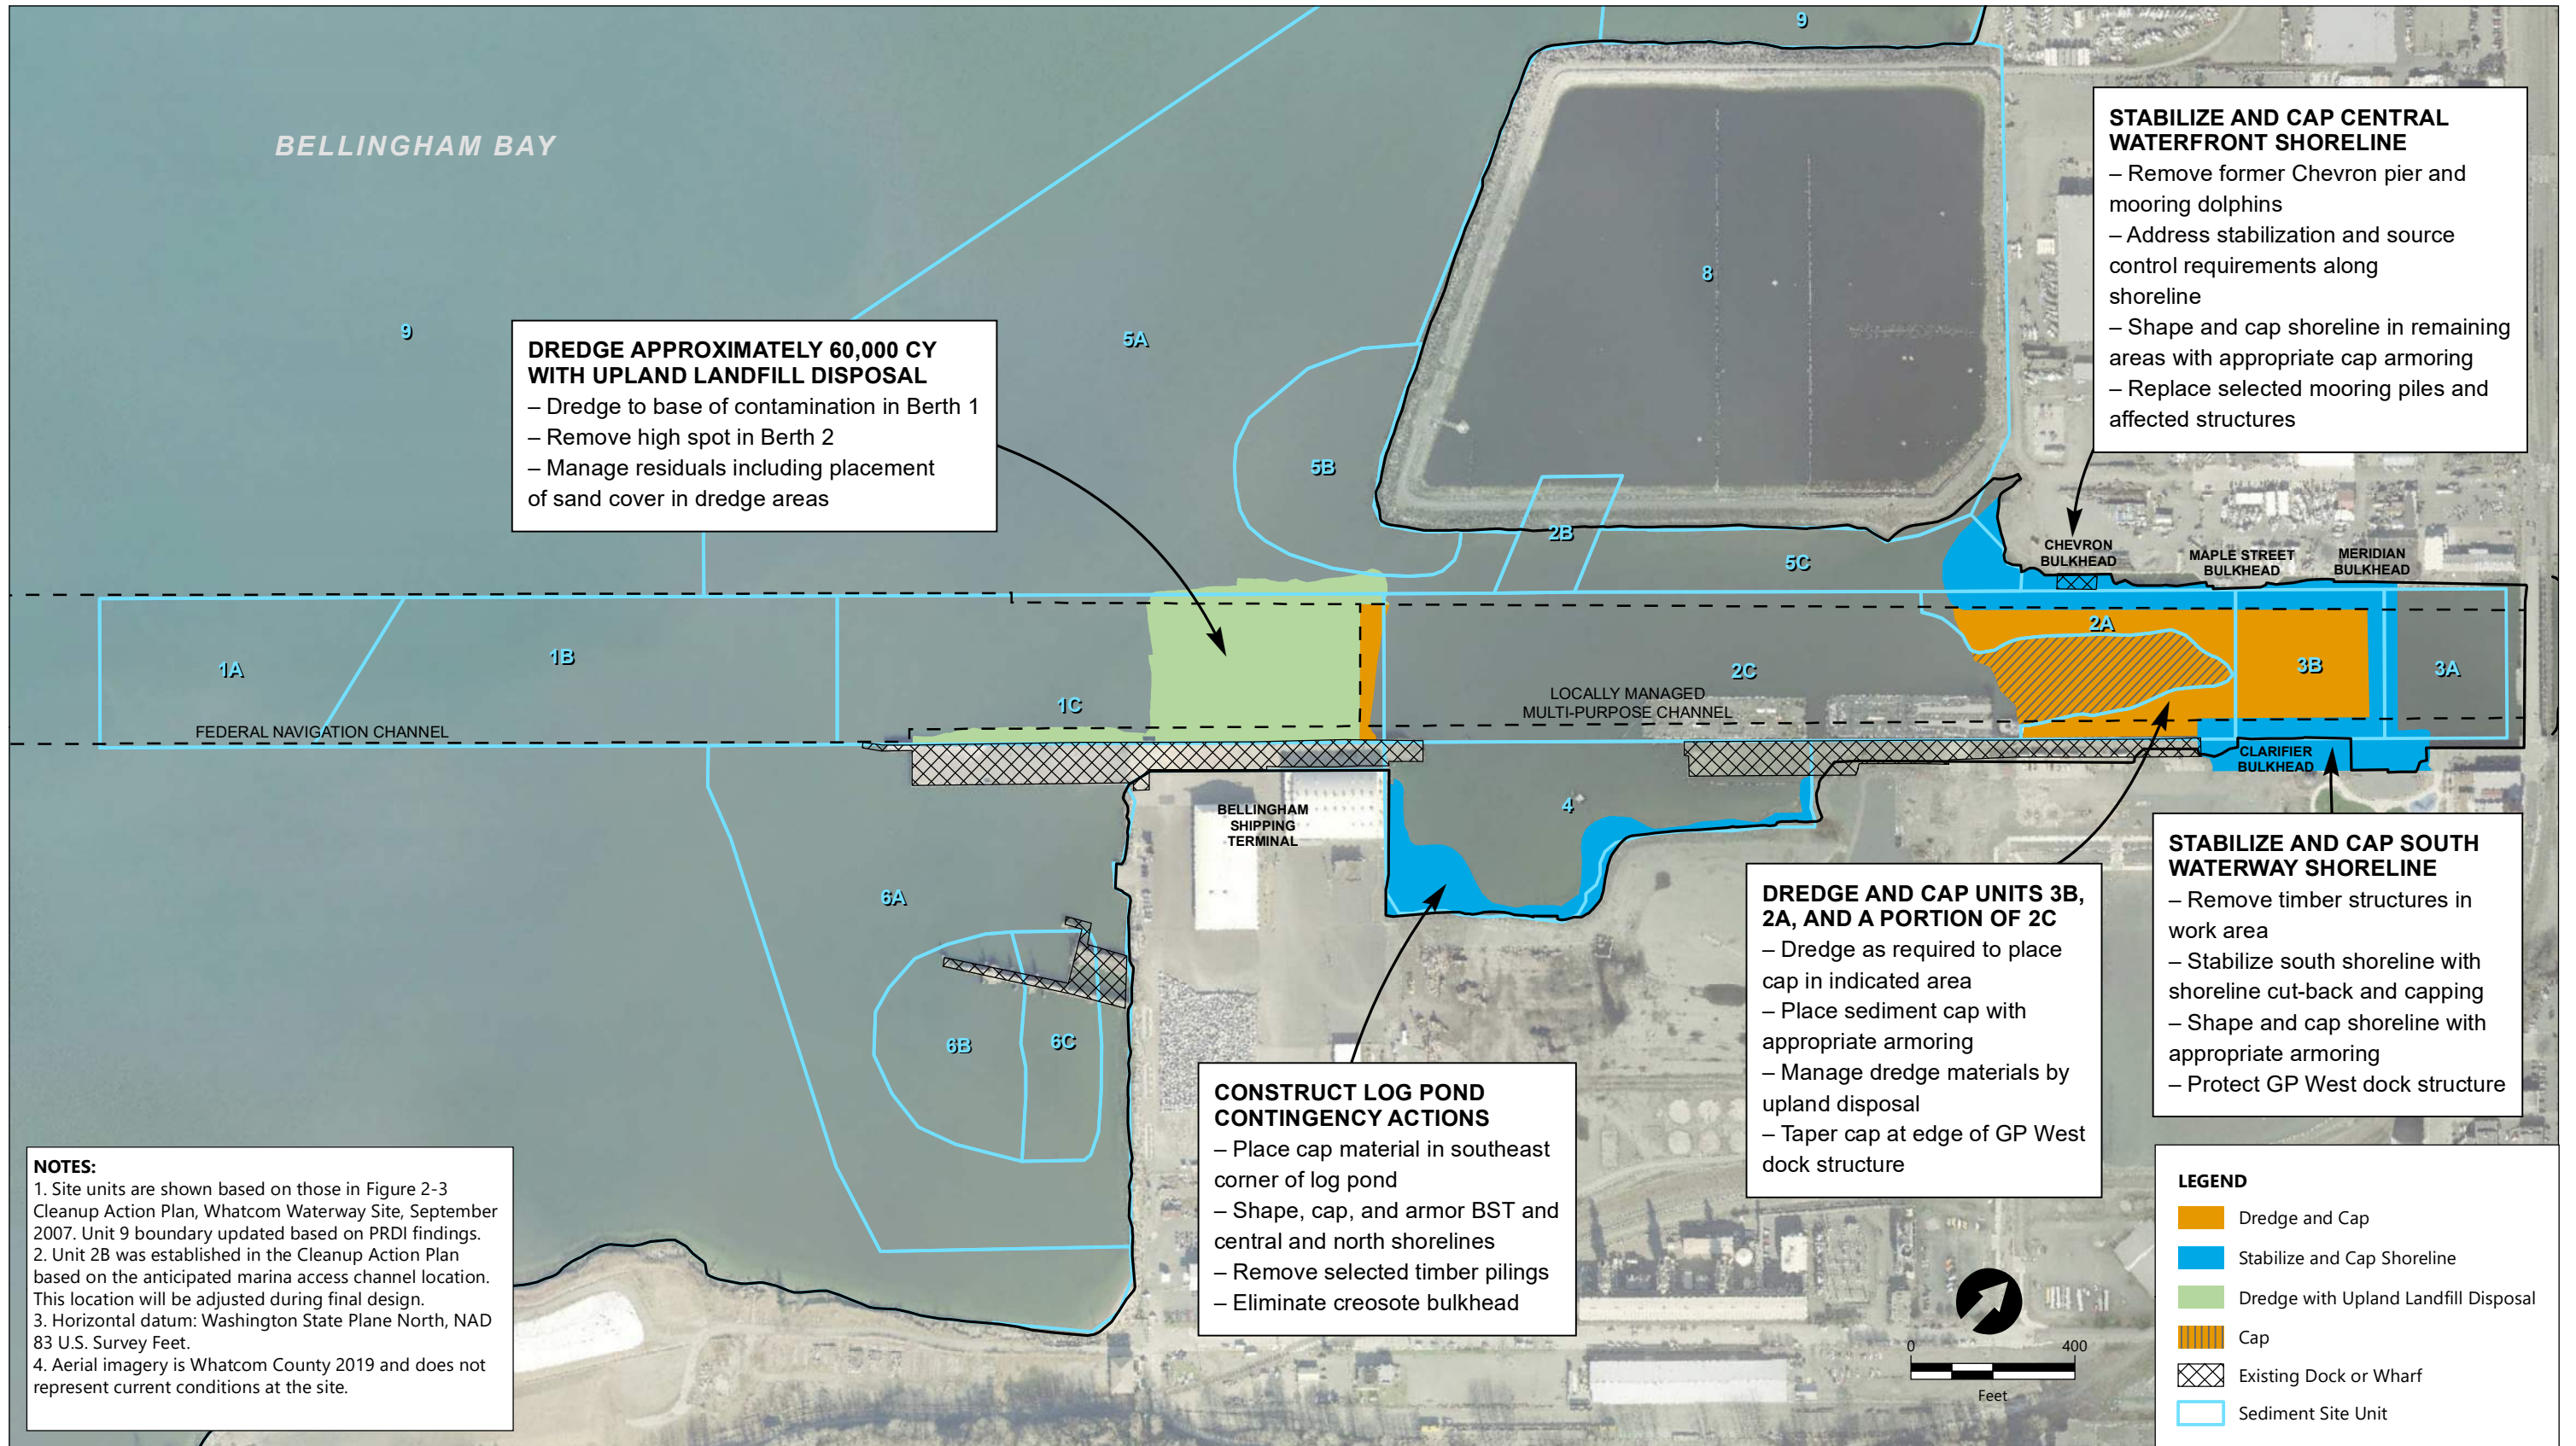 BELLINGHAM BAY
9
9
8
5A
5B
2B
5C
1A
1B
1C
2C
2A
3B
3A
4
6A
6B
6C
DREDGE APPROXIMATELY 60,000 CY
WITH UPLAND LANDFILL DISPOSAL
– Dredge to base of contamination in Berth 1
– Remove high spot in Berth 2
– Manage residuals including placement
of sand cover in dredge areas
STABILIZE AND CAP CENTRAL
WATERFRONT SHORELINE
– Remove former Chevron pier and
mooring dolphins
– Address stabilization and source
control requirements along
shoreline
– Shape and cap shoreline in remaining
areas with appropriate cap armoring
– Replace selected mooring piles and
affected structures
CHEVRON
BULKHEAD
MAPLE STREET
BULKHEAD
MERIDIAN
BULKHEAD
FEDERAL NAVIGATION CHANNEL
LOCALLY MANAGED
MULTI-PURPOSE CHANNEL
CLARIFIER
BULKHEAD
BELLINGHAM
SHIPPING
TERMINAL
STABILIZE AND CAP SOUTH
WATERWAY SHORELINE
– Remove timber structures in
work area
– Stabilize south shoreline with
shoreline cut-back and capping
– Shape and cap shoreline with
appropriate armoring
– Protect GP West dock structure
DREDGE AND CAP UNITS 3B,
2A, AND A PORTION OF 2C
– Dredge as required to place
cap in indicated area
– Place sediment cap with
appropriate armoring
– Manage dredge materials by
upland disposal
– Taper cap at edge of GP West
dock structure
CONSTRUCT LOG POND
CONTINGENCY ACTIONS
– Place cap material in southeast
corner of log pond
– Shape, cap, and armor BST and
central and north shorelines
– Remove selected timber pilings
– Eliminate creosote bulkhead
NOTES:
1. Site units are shown based on those in Figure 2-3
Cleanup Action Plan, Whatcom Waterway Site, September
2007. Unit 9 boundary updated based on PRDI findings.
2. Unit 2B was established in the Cleanup Action Plan
based on the anticipated marina access channel location.
This location will be adjusted during final design.
3. Horizontal datum: Washington State Plane North, NAD
83 U.S. Survey Feet.
4. Aerial imagery is Whatcom County 2019 and does not
represent current conditions at the site.
0 400
Feet
LEGEND
Dredge and Cap
Stabilize and Cap Shoreline
Dredge with Upland Landfill Disposal
Cap
Existing Dock or Wharf
Sediment Site Unit